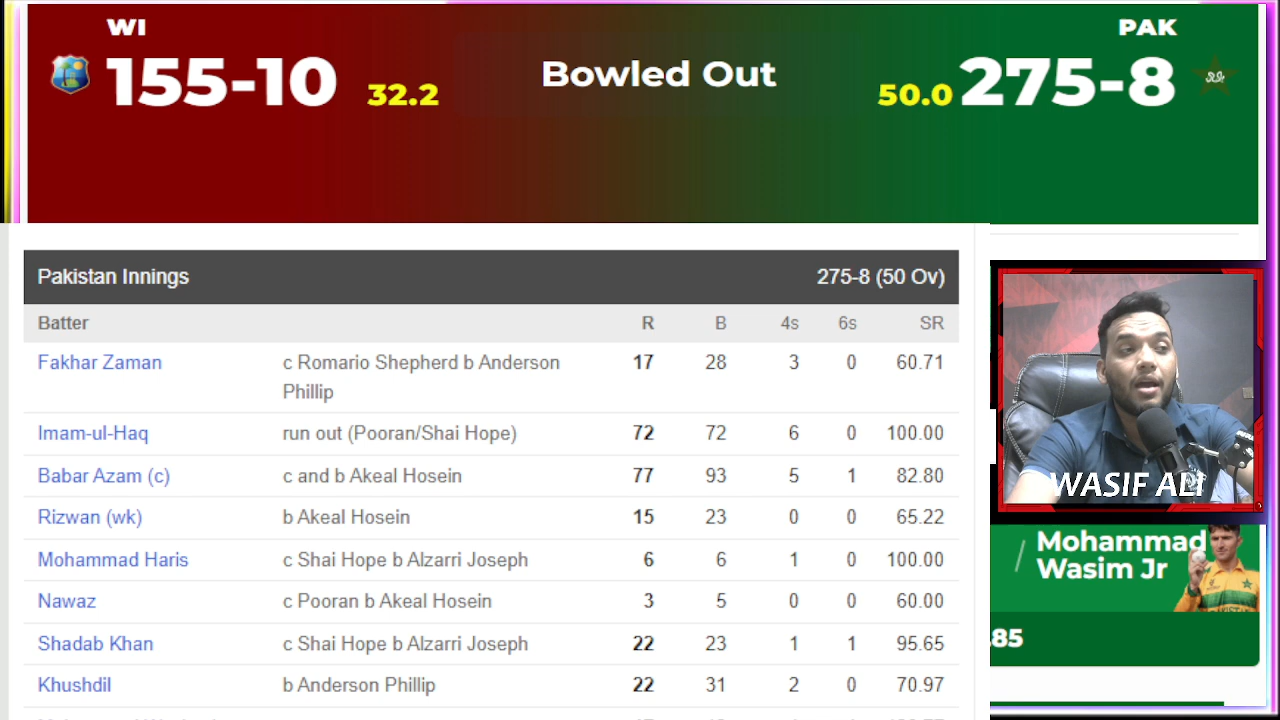 WI
PAK
155-10 32.2 Bowled Out 50.0 275-8
Pakistan Innings 275-8 (50 Ov)
Batter R B 4s 6s SR
Fakhar Zaman c Romario Shepherd b Anderson Phillip 17 28 3 0 60.71
Imam-ul-Haq run out (Pooran/Shai Hope) 72 72 6 0 100.00
Babar Azam (c) c and b Akeal Hosein 77 93 5 1 82.80
Rizwan (wk) b Akeal Hosein 15 23 0 0 65.22
Mohammad Haris c Shai Hope b Alzarri Joseph 6 6 1 0 100.00
Nawaz c Pooran b Akeal Hosein 3 5 0 0 60.00
Shadab Khan c Shai Hope b Alzarri Joseph 22 23 1 1 95.65
Khushdil b Anderson Phillip 22 31 2 0 70.97
WASIF ALI
/ Mohammad
Wasim Jr
.85